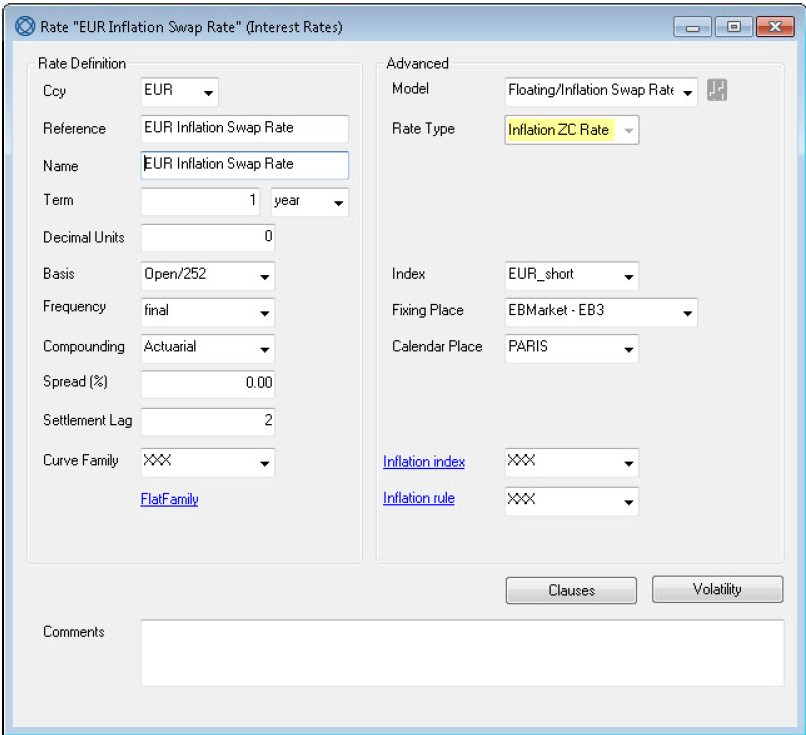 Rate "EUR Inflation Swap Rate" (Interest Rates)
Rate Definition
Ccy EUR
Reference EUR Inflation Swap Rate
Name EUR Inflation Swap Rate
Term 1 year
Decimal Units 0
Basis Open/252
Frequency final
Compounding Actuarial
Spread (%) 0.00
Settlement Lag 2
Curve Family XXX
FlatFamily
Advanced
Model Floating/Inflation Swap Rate
Rate Type Inflation ZC Rate
Index EUR_short
Fixing Place EBMarket - EB3
Calendar Place PARIS
Inflation index XXX
Inflation rule XXX
Clauses Volatility
Comments